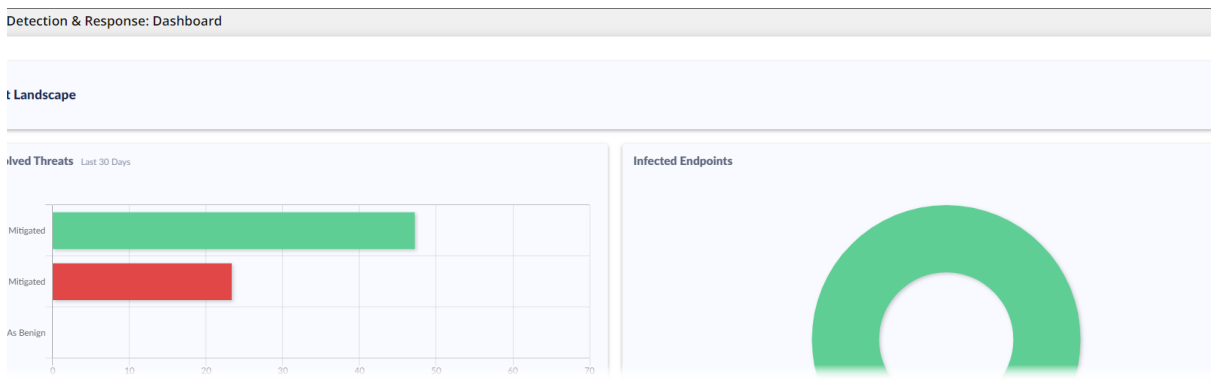 Detection & Response: Dashboard
t Landscape
olved Threats Last 30 Days
Infected Endpoints
Mitigated
Mitigated
As Benign
0 10 20 30 40 50 60 70